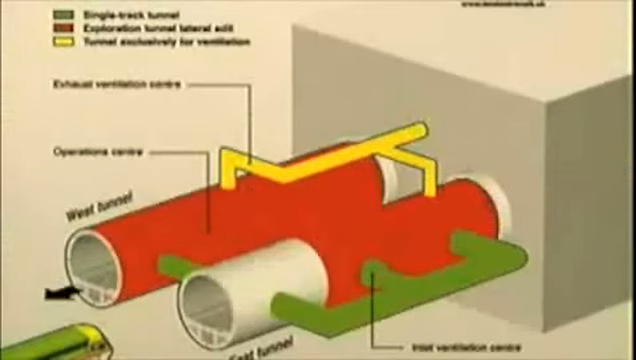 Single-track tunnel
Exploration tunnel lateral adit
Tunnel exclusively for ventilation
Exhaust ventilation centre
Operations centre
West tunnel
East tunnel
Inlet ventilation centre